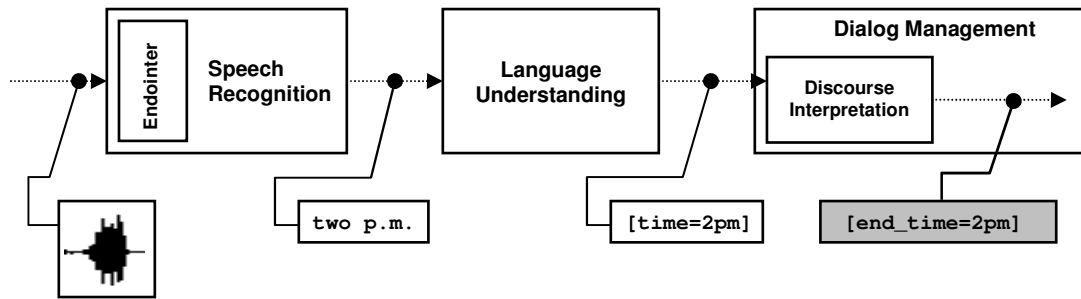 Endointer
Speech
Recognition
Language
Understanding
Dialog Management
Discourse
Interpretation
two p.m.
[time=2pm]
[end_time=2pm]